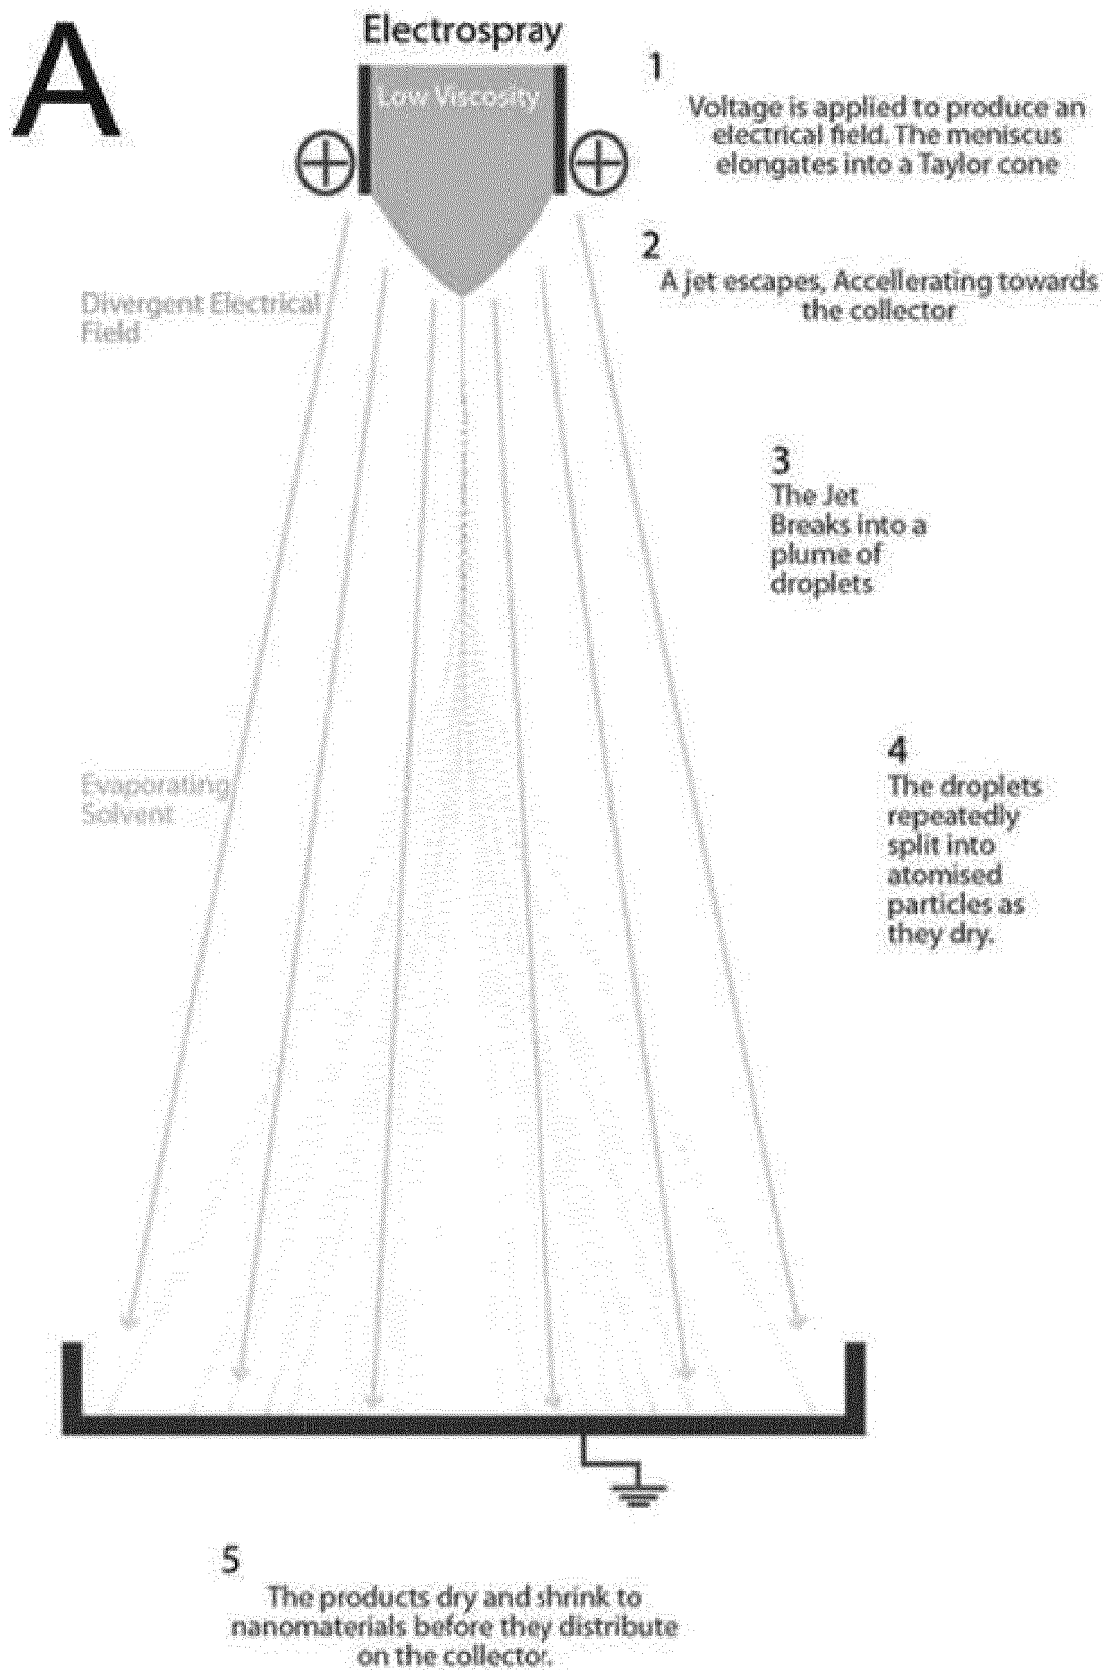 A
Electrospray
Low Viscosity
1
Voltage is applied to produce an
electrical field. The meniscus
elongates into a Taylor cone
2
A jet escapes, Accellerating towards
the collector
Divergent Electrical
Field
3
The Jet
Breaks into a
plume of
droplets
Evaporating
Solvent
4
The droplets
repeatedly
split into
atomised
particles as
they dry.
5
The products dry and shrink to
nanomaterials before they distribute
on the collector.